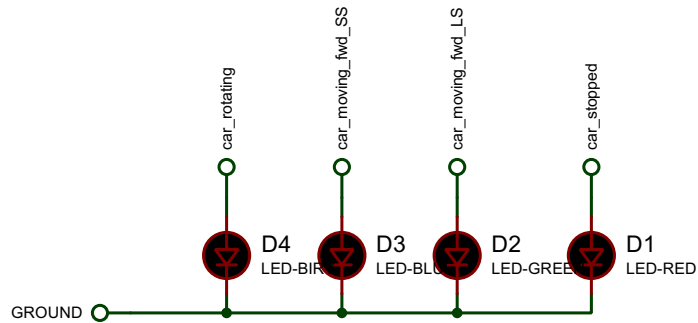 car_rotating
car_moving_fwd_SS
car_moving_fwd_LS
car_stopped
D4
LED-BIR
D3
LED-BLU
D2
LED-GREE
D1
LED-RED
GROUND